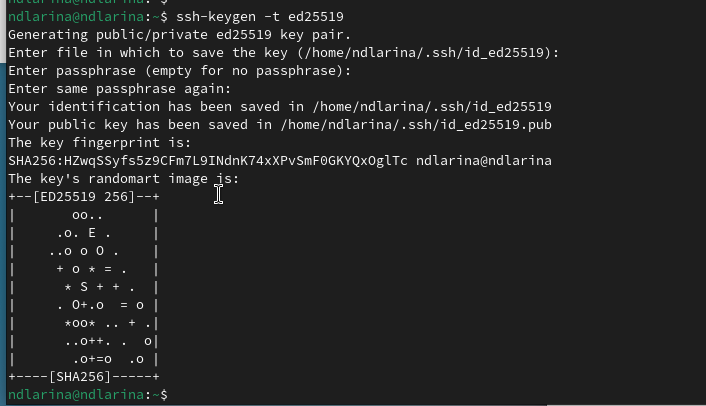 ndlarina@ndlarina:~$ ssh-keygen -t ed25519
Generating public/private ed25519 key pair.
Enter file in which to save the key (/home/ndlarina/.ssh/id_ed25519):
Enter passphrase (empty for no passphrase):
Enter same passphrase again:
Your identification has been saved in /home/ndlarina/.ssh/id_ed25519
Your public key has been saved in /home/ndlarina/.ssh/id_ed25519.pub
The key fingerprint is:
SHA256:HZwqSSyfs5z9CFm7L9INdnK74xXPvSmF0GKYQxOglTc ndlarina@ndlarina
The key's randomart image is:
+--[ED25519 256]--+
|       oo..      |
|     .o. E .     |
|    ..o o O .    |
|     + o * = .   |
|      * S + + .  |
|     . O+.o  = o |
|      *oo* .. + .|
|      ..o++. .  o|
|       .o+=o  .o |
+----[SHA256]-----+
ndlarina@ndlarina:~$